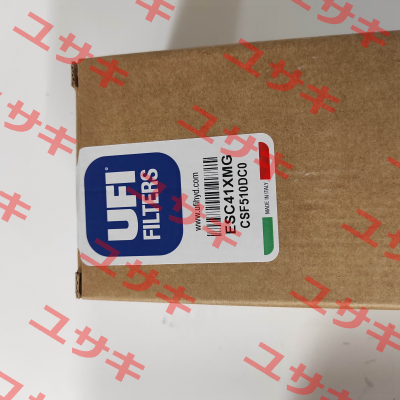 UFI
FILTERS
www.ufihyd.com
ESC41XMG
CSF510DC0
MADE IN ITALY
ユサキ